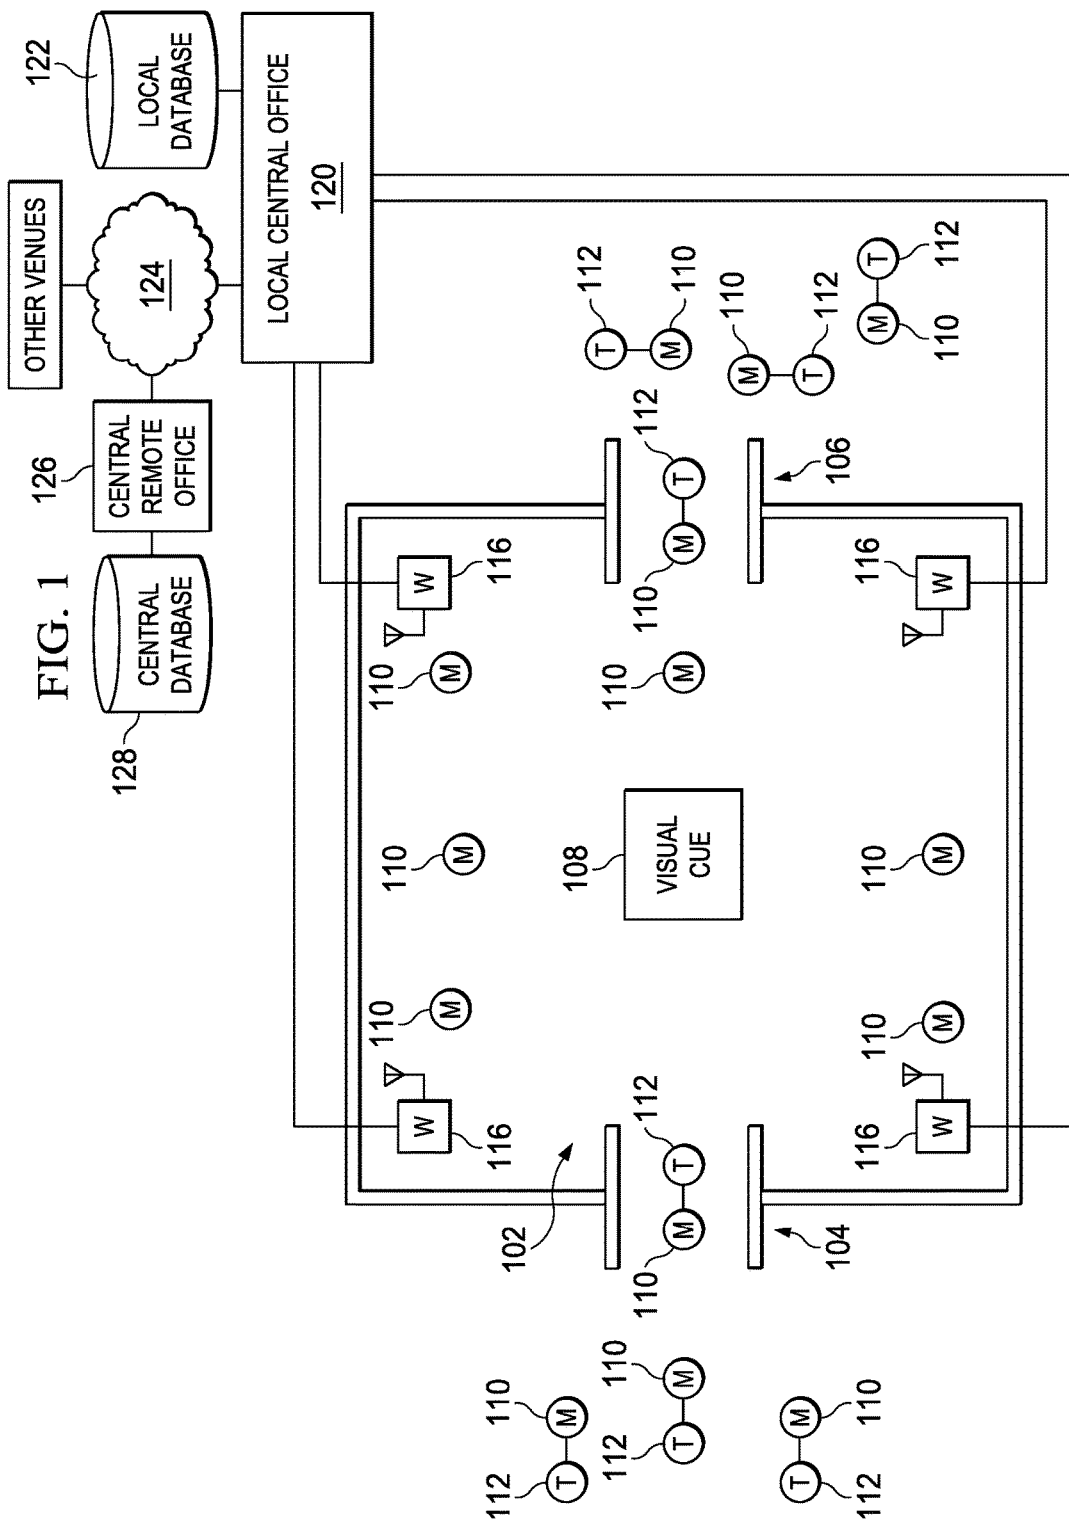 FIG. 1
128
CENTRAL
DATABASE
126
CENTRAL
REMOTE
OFFICE
OTHER VENUES
124
122
LOCAL
DATABASE
LOCAL CENTRAL OFFICE
120
W
116
110
M
110
M
110
M
W
116
102
112
T
110
M
112
T
M
110
112
T
M
110
M
110
T
112
108
VISUAL
CUE
110
M
110
M
T
112
112
T
M
110
110
M
T
112
112
T
M
110
104
W
116
110
M
110
M
W
116
106
M
110
T
112